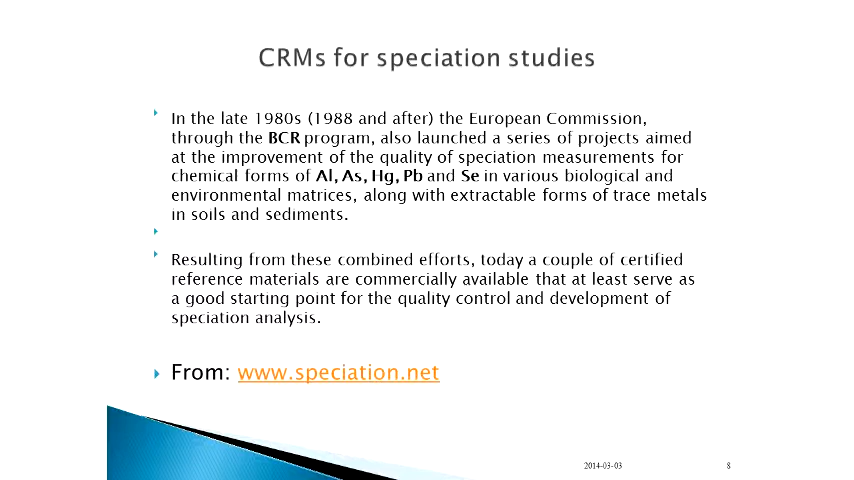 CRMs for speciation studies
In the late 1980s (1988 and after) the European Commission,
through the BCR program, also launched a series of projects aimed
at the improvement of the quality of speciation measurements for
chemical forms of Al, As, Hg, Pb and Se in various biological and
environmental matrices, along with extractable forms of trace metals
in soils and sediments.
Resulting from these combined efforts, today a couple of certified
reference materials are commercially available that at least serve as
a good starting point for the quality control and development of
speciation analysis.
From: www.speciation.net
2014-03-03 8